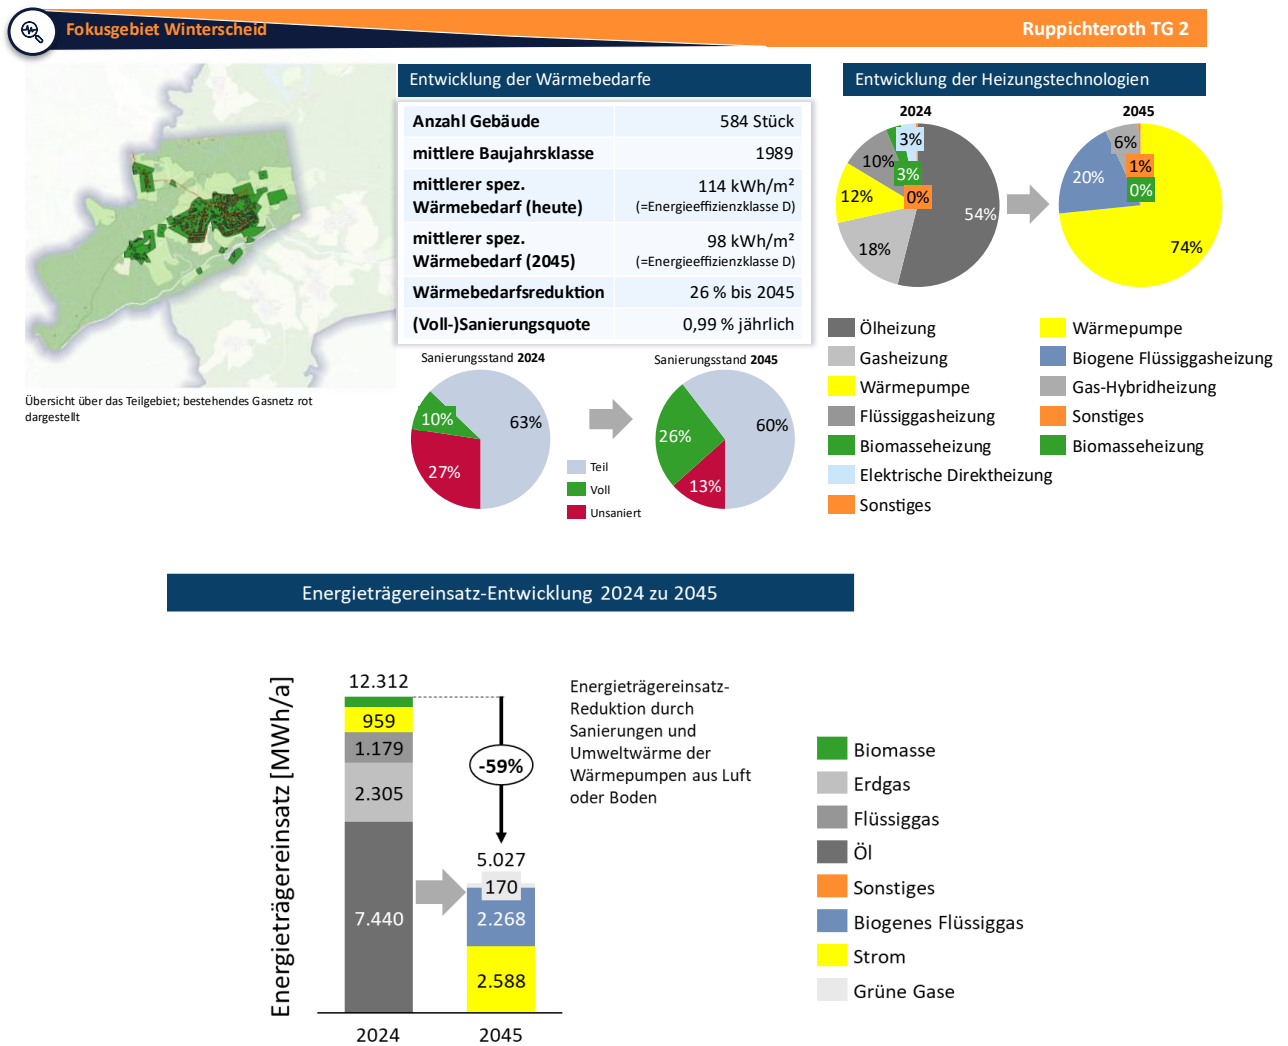 Fokusgebiet Winterscheid
Ruppichteroth TG 2
Übersicht über das Teilgebiet; bestehendes Gasnetz rot
dargestellt
Entwicklung der Wärmebedarfe
Anzahl Gebäude 584 Stück
mittlere Baujahrsklasse 1989
mittlerer spez. 114 kWh/m²
Wärmebedarf (heute) (=Energieeffizienzklasse D)
mittlerer spez. 98 kWh/m²
Wärmebedarf (2045) (=Energieeffizienzklasse D)
Wärmebedarfsreduktion 26 % bis 2045
(Voll-)Sanierungsquote 0,99 % jährlich
Sanierungsstand 2024
63%
10%
27%
Teil
Voll
Unsaniert
Sanierungsstand 2045
60%
26%
13%
Entwicklung der Heizungstechnologien
2024
3%
10%
3%
12%
0%
54%
18%
2045
6%
1%
20%
0%
74%
Ölheizung
Gasheizung
Wärmepumpe
Flüssiggasheizung
Biomasseheizung
Elektrische Direktheizung
Sonstiges
Wärmepumpe
Biogene Flüssiggasheizung
Gas-Hybridheizung
Sonstiges
Biomasseheizung
Energieträgereinsatz-Entwicklung 2024 zu 2045
Energieträgereinsatz [MWh/a]
12.312
959
1.179
2.305
7.440
2024
-59%
5.027
170
2.268
2.588
2045
Energieträgereinsatz-
Reduktion durch
Sanierungen und
Umweltwärme der
Wärmepumpen aus Luft
oder Boden
Biomasse
Erdgas
Flüssiggas
Öl
Sonstiges
Biogenes Flüssiggas
Strom
Grüne Gase